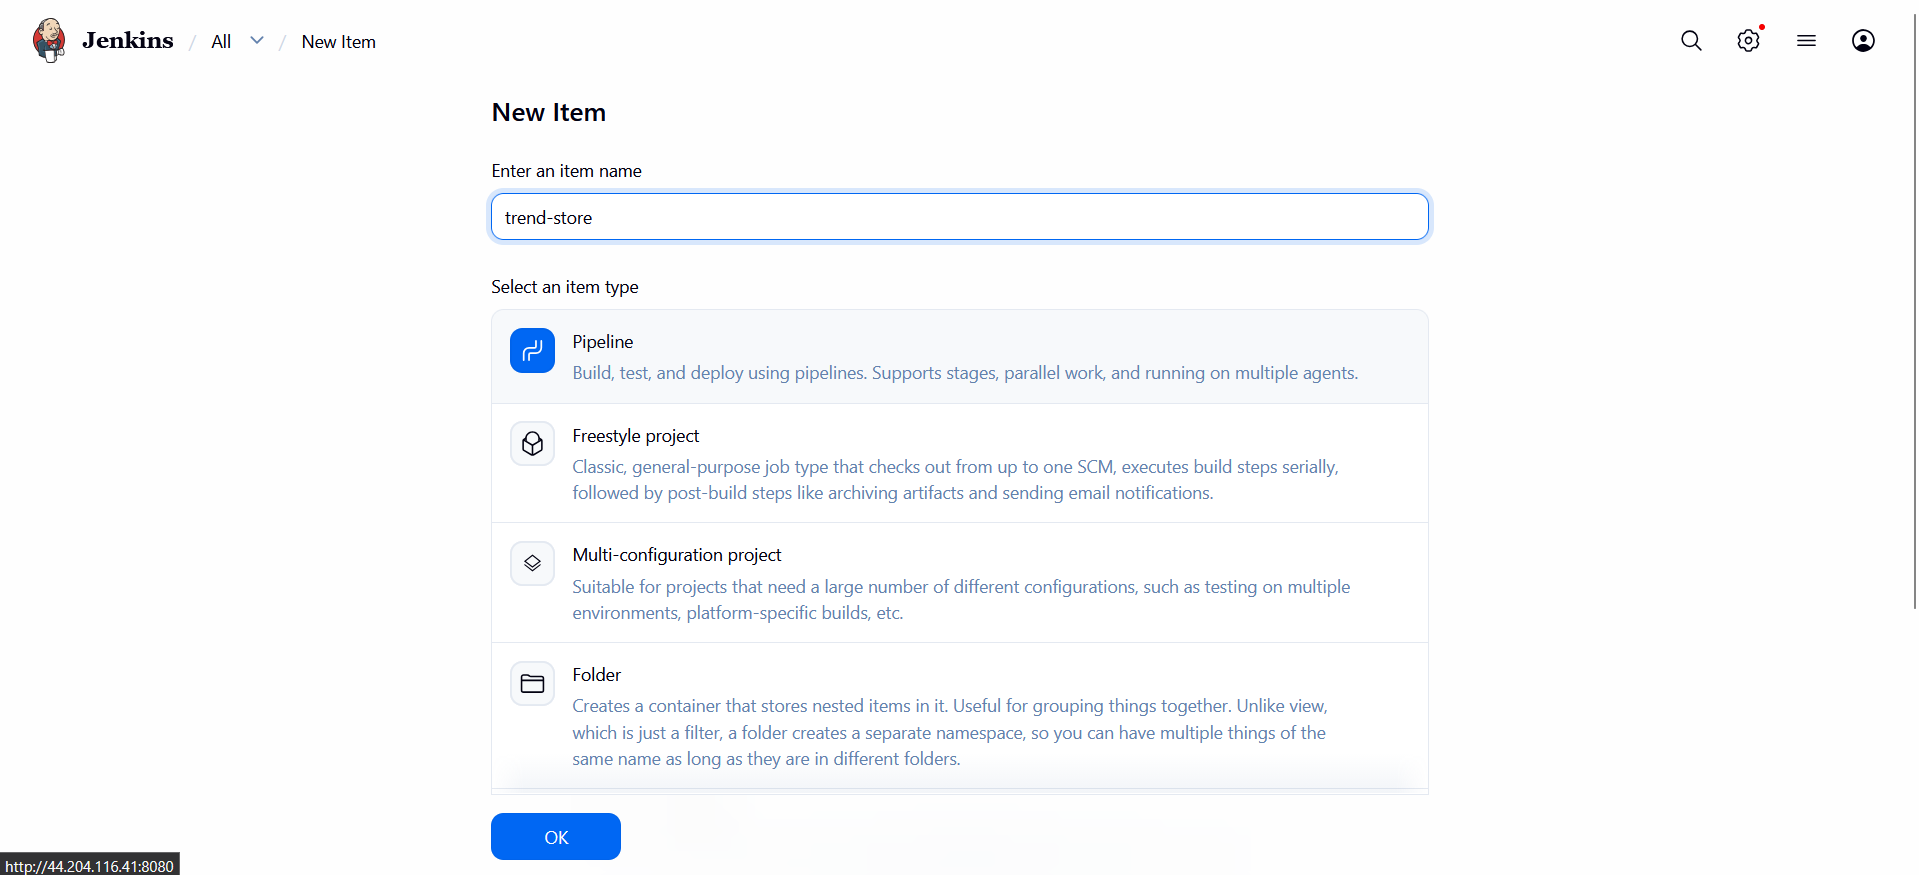 Jenkins / All / New Item
New Item
Enter an item name
trend-store
Select an item type
Pipeline
Build, test, and deploy using pipelines. Supports stages, parallel work, and running on multiple agents.
Freestyle project
Classic, general-purpose job type that checks out from up to one SCM, executes build steps serially,
followed by post-build steps like archiving artifacts and sending email notifications.
Multi-configuration project
Suitable for projects that need a large number of different configurations, such as testing on multiple
environments, platform-specific builds, etc.
Folder
Creates a container that stores nested items in it. Useful for grouping things together. Unlike view,
which is just a filter, a folder creates a separate namespace, so you can have multiple things of the
same name as long as they are in different folders.
OK
http://44.204.116.41:8080